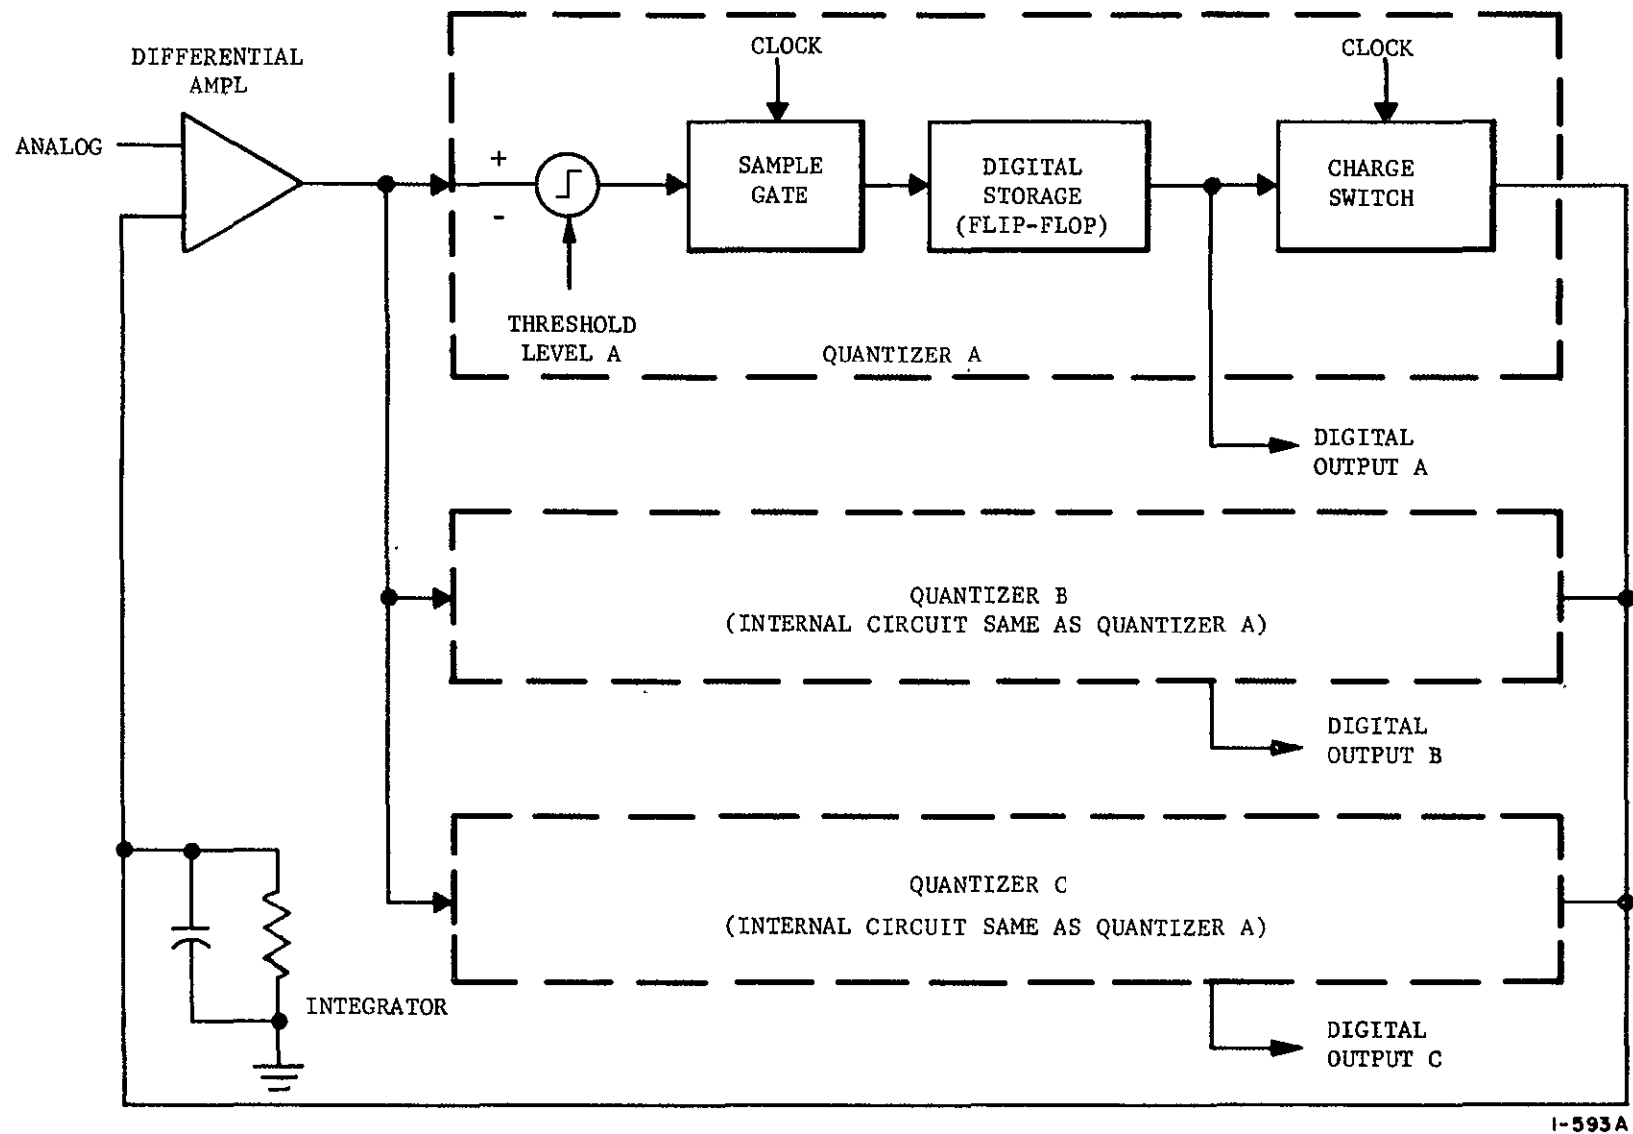 DIFFERENTIAL
AMPL
ANALOG
CLOCK
CLOCK
+
-
SAMPLE
GATE
DIGITAL
STORAGE
(FLIP-FLOP)
CHARGE
SWITCH
THRESHOLD
LEVEL A
QUANTIZER A
DIGITAL
OUTPUT A
QUANTIZER B
(INTERNAL CIRCUIT SAME AS QUANTIZER A)
DIGITAL
OUTPUT B
QUANTIZER C
(INTERNAL CIRCUIT SAME AS QUANTIZER A)
INTEGRATOR
DIGITAL
OUTPUT C
I-593A